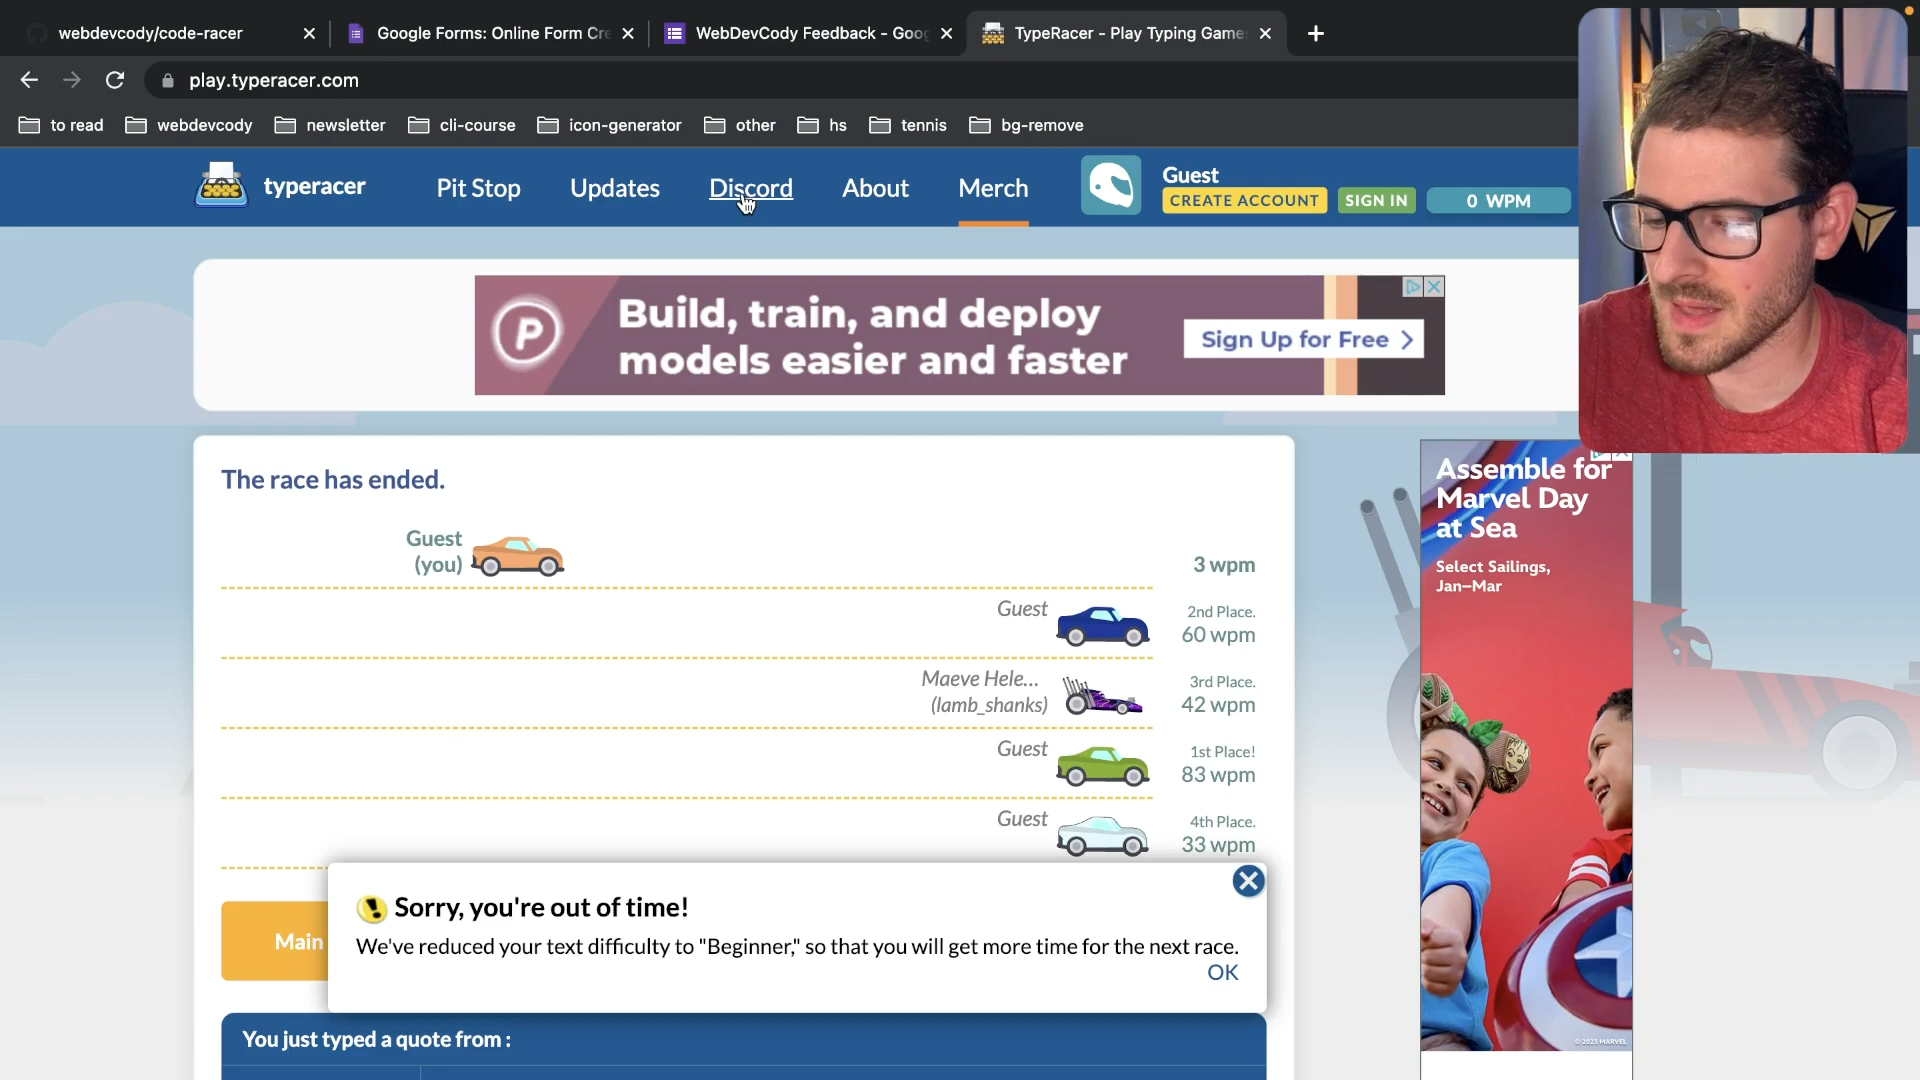 webdevcody/code-racer
Google Forms: Online Form Cre
WebDevCody Feedback - Goog
TypeRacer - Play Typing Game
play.typeracer.com
to read
webdevcody
newsletter
cli-course
icon-generator
other
hs
tennis
bg-remove
typeracer
Pit Stop
Updates
Discord
About
Merch
Guest
CREATE ACCOUNT
SIGN IN
0 WPM
P
Build, train, and deploy
models easier and faster
Sign Up for Free
The race has ended.
Guest
(you)
3 wpm
Guest
2nd Place.
60 wpm
Maeve Hele...
(lamb_shanks)
3rd Place.
42 wpm
Guest
1st Place!
83 wpm
Guest
4th Place.
33 wpm
Main
Sorry, you're out of time!
We've reduced your text difficulty to "Beginner," so that you will get more time for the next race.
OK
You just typed a quote from :
Assemble for
Marvel Day
at Sea
Select Sailings,
Jan–Mar
© 2023 MARVEL